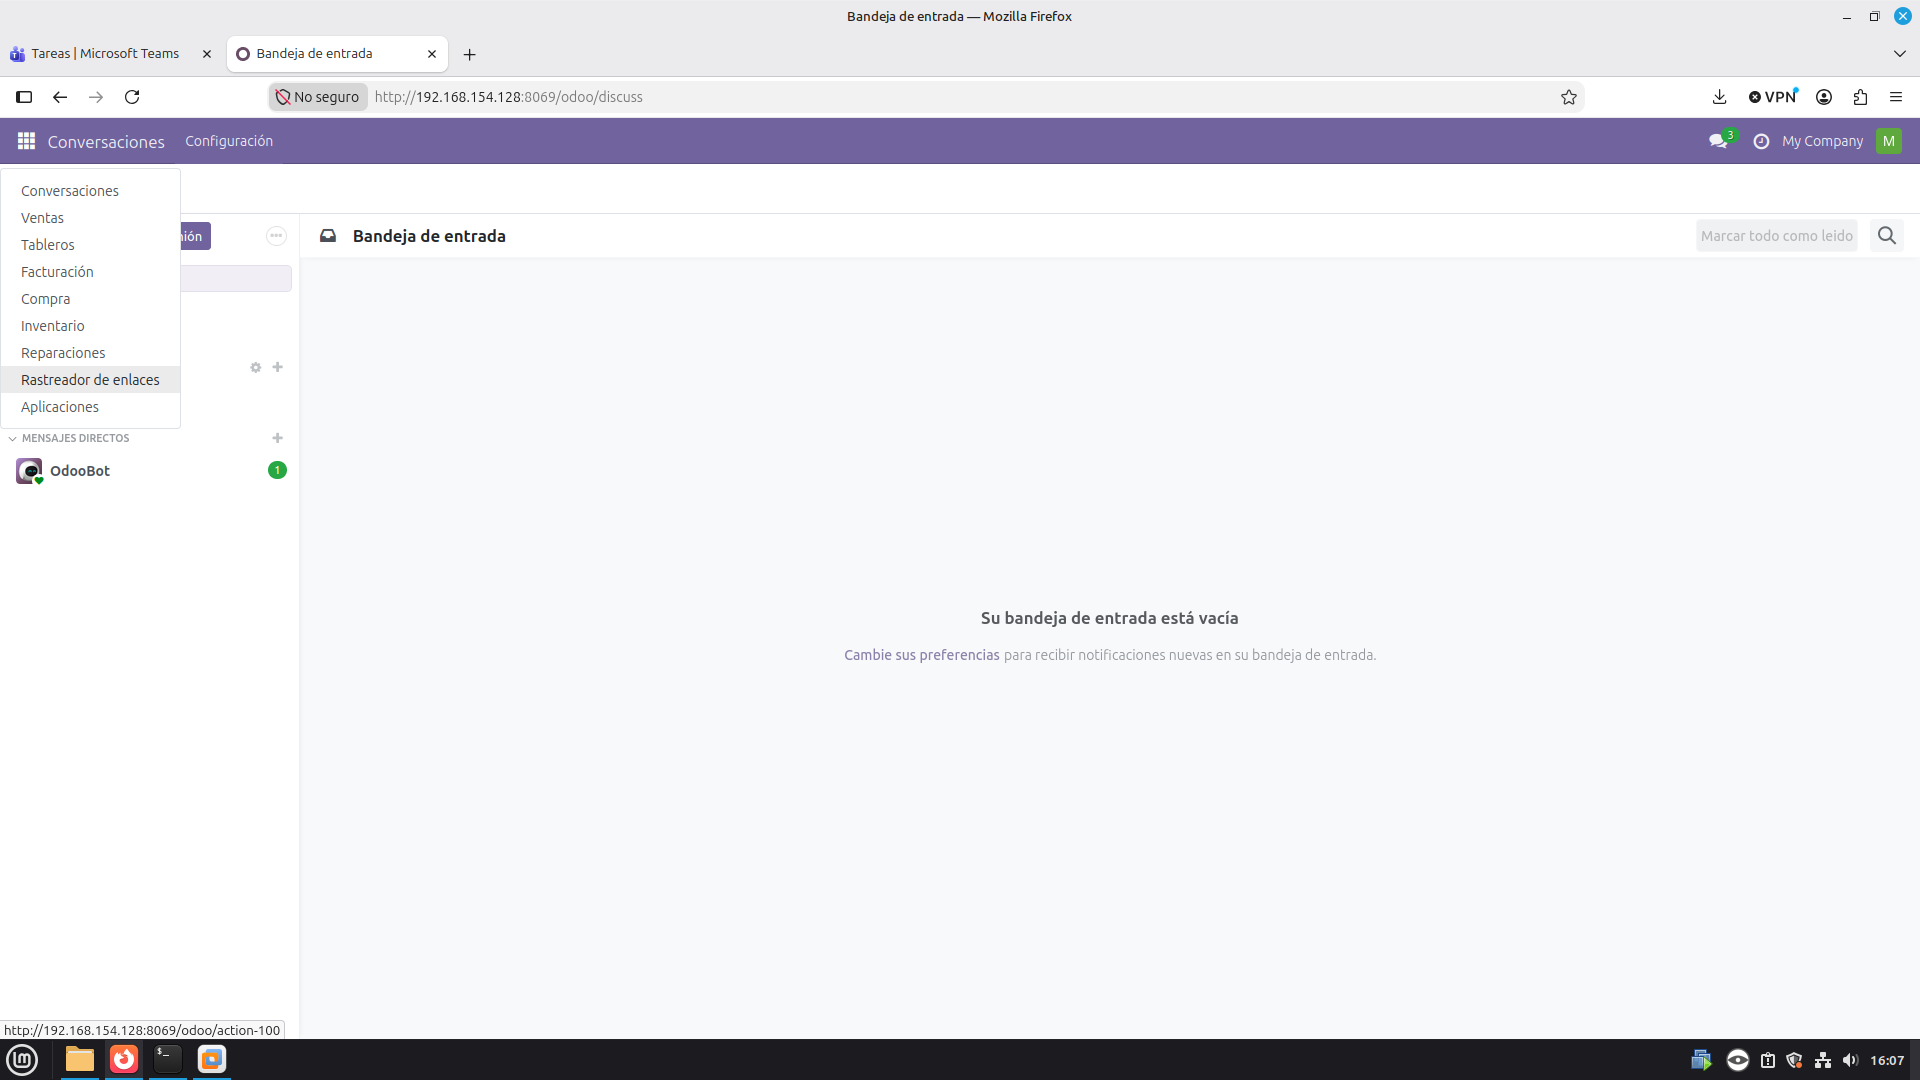 Bandeja de entrada — Mozilla Firefox
Tareas | Microsoft Teams
Bandeja de entrada
No seguro
http://192.168.154.128:8069/odoo/discuss
VPN
Conversaciones
Configuración
3
My Company
M
Conversaciones
Ventas
Tableros
Facturación
Compra
Inventario
Reparaciones
Rastreador de enlaces
Aplicaciones
Bandeja de entrada
Marcar todo como leido
MENSAJES DIRECTOS
OdooBot
1
Su bandeja de entrada está vacía
Cambie sus preferencias para recibir notificaciones nuevas en su bandeja de entrada.
http://192.168.154.128:8069/odoo/action-100
16:07